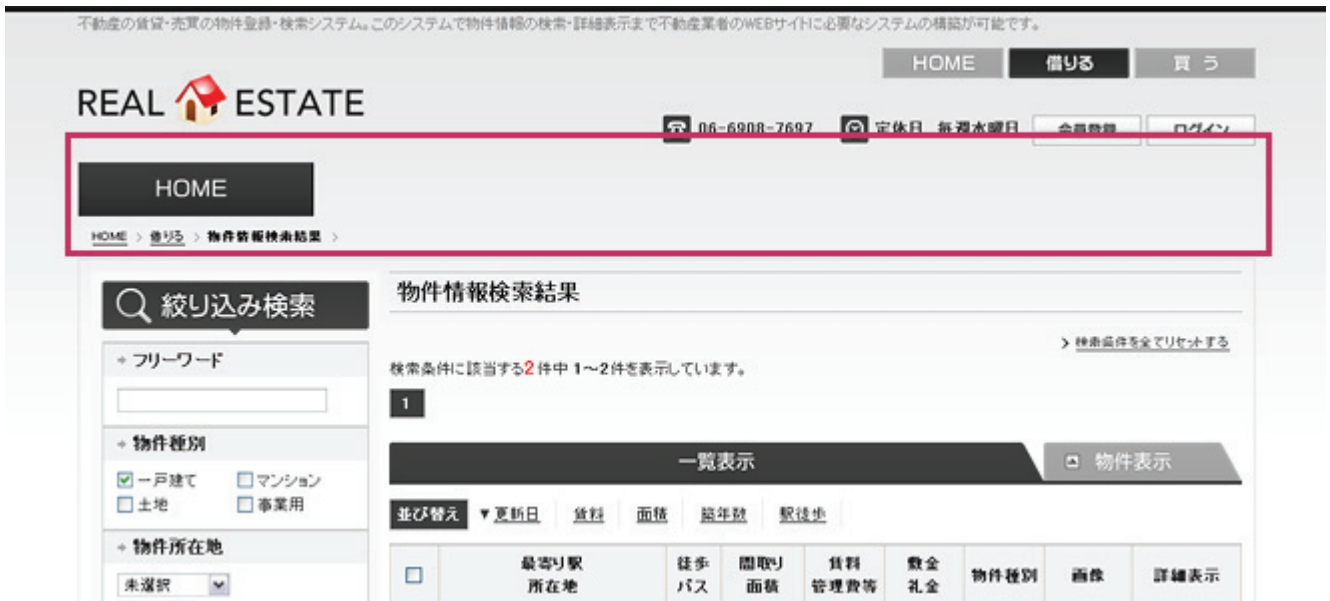 不動産の賃貸・売買の物件登録・検索システム。このシステムで物件情報の検索・詳細表示まで不動産業者のWEBサイトに必要なシステムの構築が可能です。
HOME 借りる 買う
REAL ESTATE
06-6908-7697 定休日 毎週水曜日 会員登録 ログイン
HOME
HOME > 借りる > 物件情報検索結果 >
絞り込み検索
物件情報検索結果
> 検索条件を全てリセットする
フリーワード
検索条件に該当する2件中 1～2件を表示しています。
1
物件種別
一覧表示 物件表示
一戸建て マンション
土地 事業用
並び替え ▼更新日 賃料 面積 築年数 駅徒歩
物件所在地
未選択
最寄り駅 所在地
徒歩 バス
間取り 面積
賃料 管理費等
敷金 礼金
物件種別 画像 詳細表示